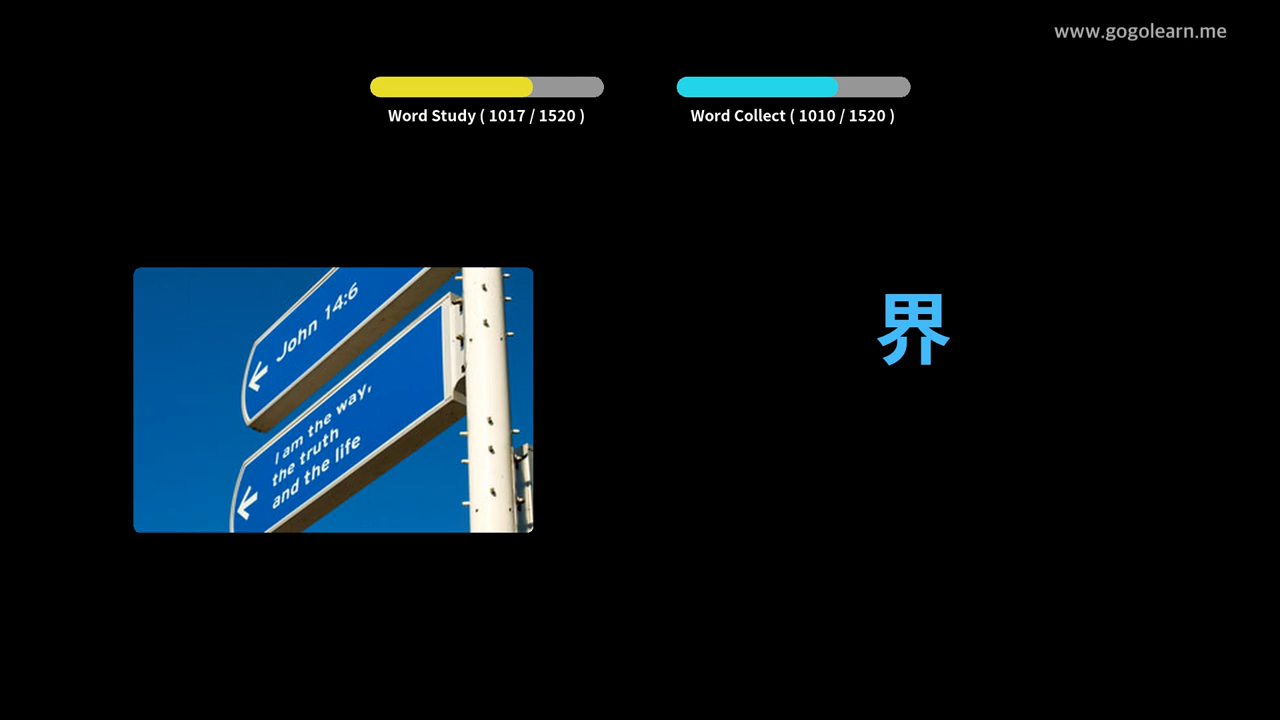 www.gogolearn.me
Word Study ( 1017 / 1520 )
Word Collect ( 1010 / 1520 )
John 14:6
I am the way,
the truth
and the life
界